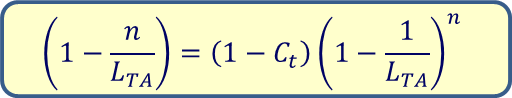 (1 − n/L_TA) = (1 − C_t) (1 − 1/L_TA)^n